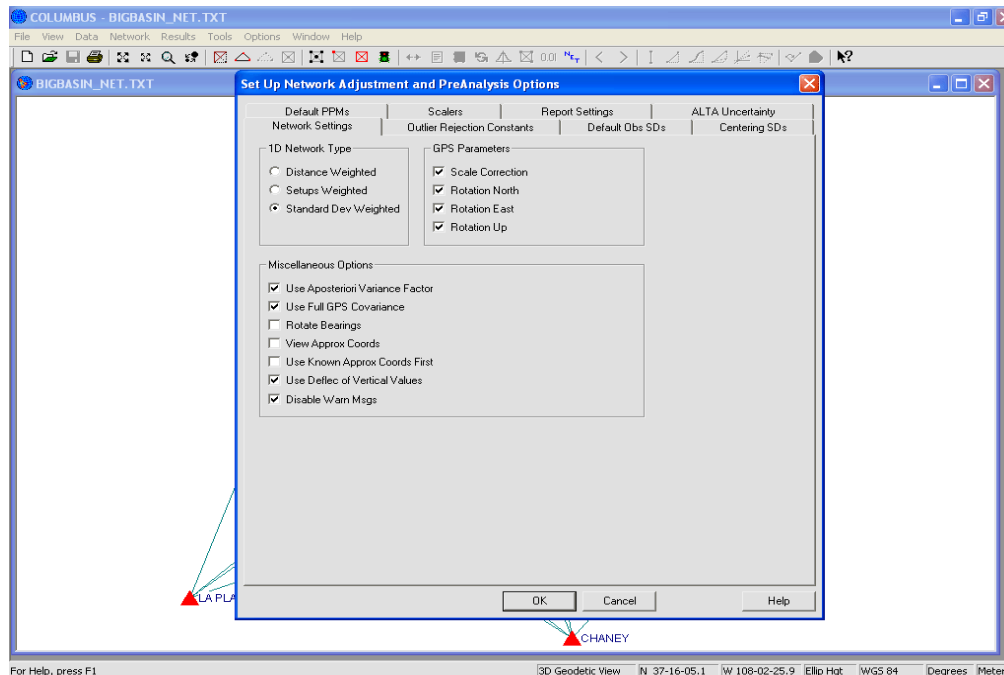 COLUMBUS - BIGBASIN_NET.TXT
File View Data Network Results Tools Options Window Help
BIGBASIN_NET.TXT
Set Up Network Adjustment and PreAnalysis Options
Default PPMs Scalers Report Settings ALTA Uncertainty
Network Settings Outlier Rejection Constants Default Obs SDs Centering SDs
1D Network Type
Distance Weighted
Setups Weighted
Standard Dev Weighted
GPS Parameters
Scale Correction
Rotation North
Rotation East
Rotation Up
Miscellaneous Options
Use Aposteriori Variance Factor
Use Full GPS Covariance
Rotate Bearings
View Approx Coords
Use Known Approx Coords First
Use Deflec of Vertical Values
Disable Warn Msgs
OK Cancel Help
LA PLA
CHANEY
For Help, press F1 3D Geodetic View N 37-16-05.1 W 108-02-25.9 Ellip Hgt WGS 84 Degrees Meter